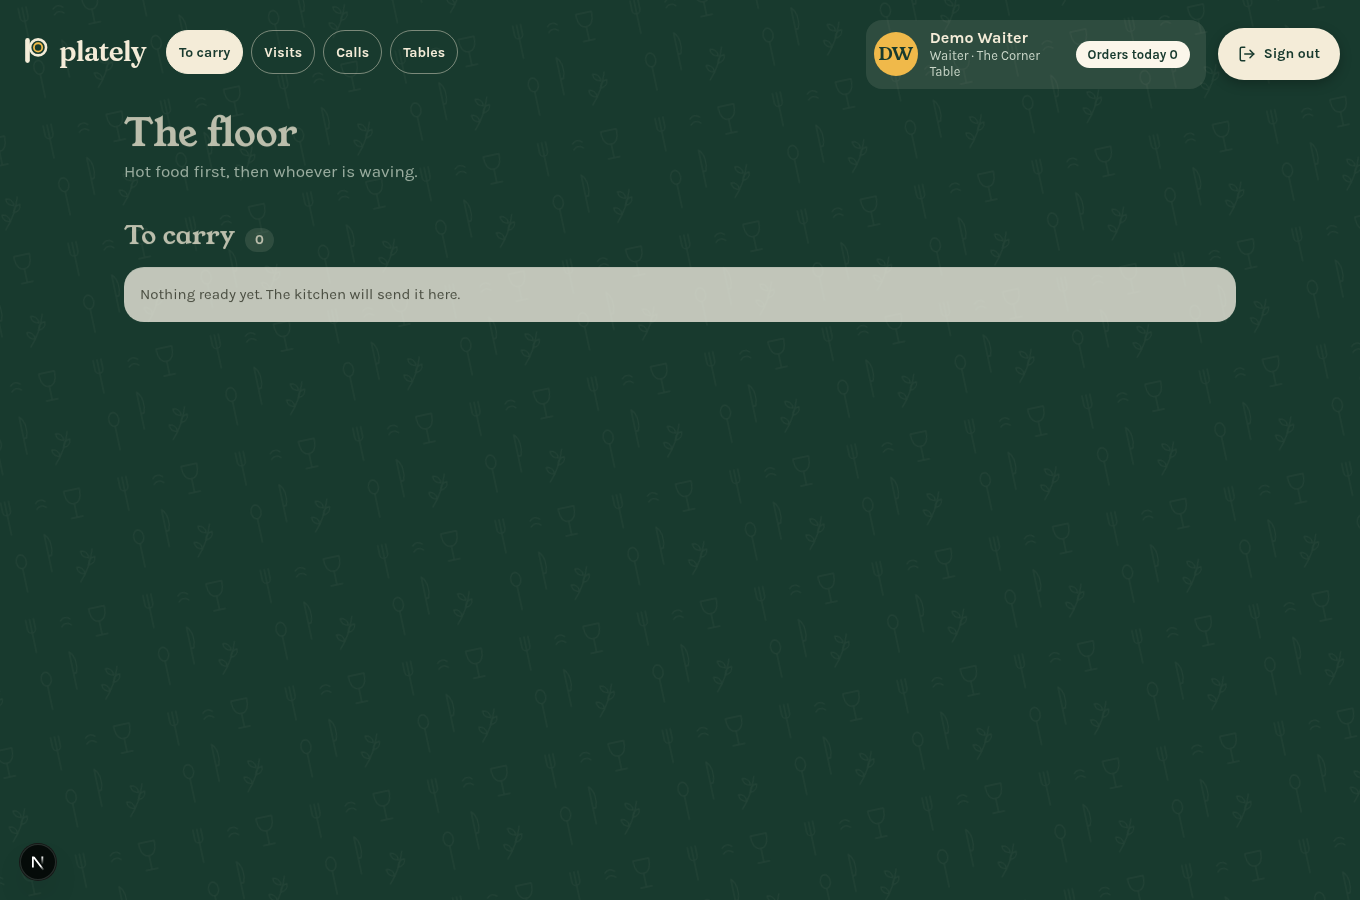 plately
To carry
Visits
Calls
Tables
DW
Demo Waiter
Waiter · The Corner
Table
Orders today 0
Sign out
The floor
Hot food first, then whoever is waving.
To carry 0
Nothing ready yet. The kitchen will send it here.
N